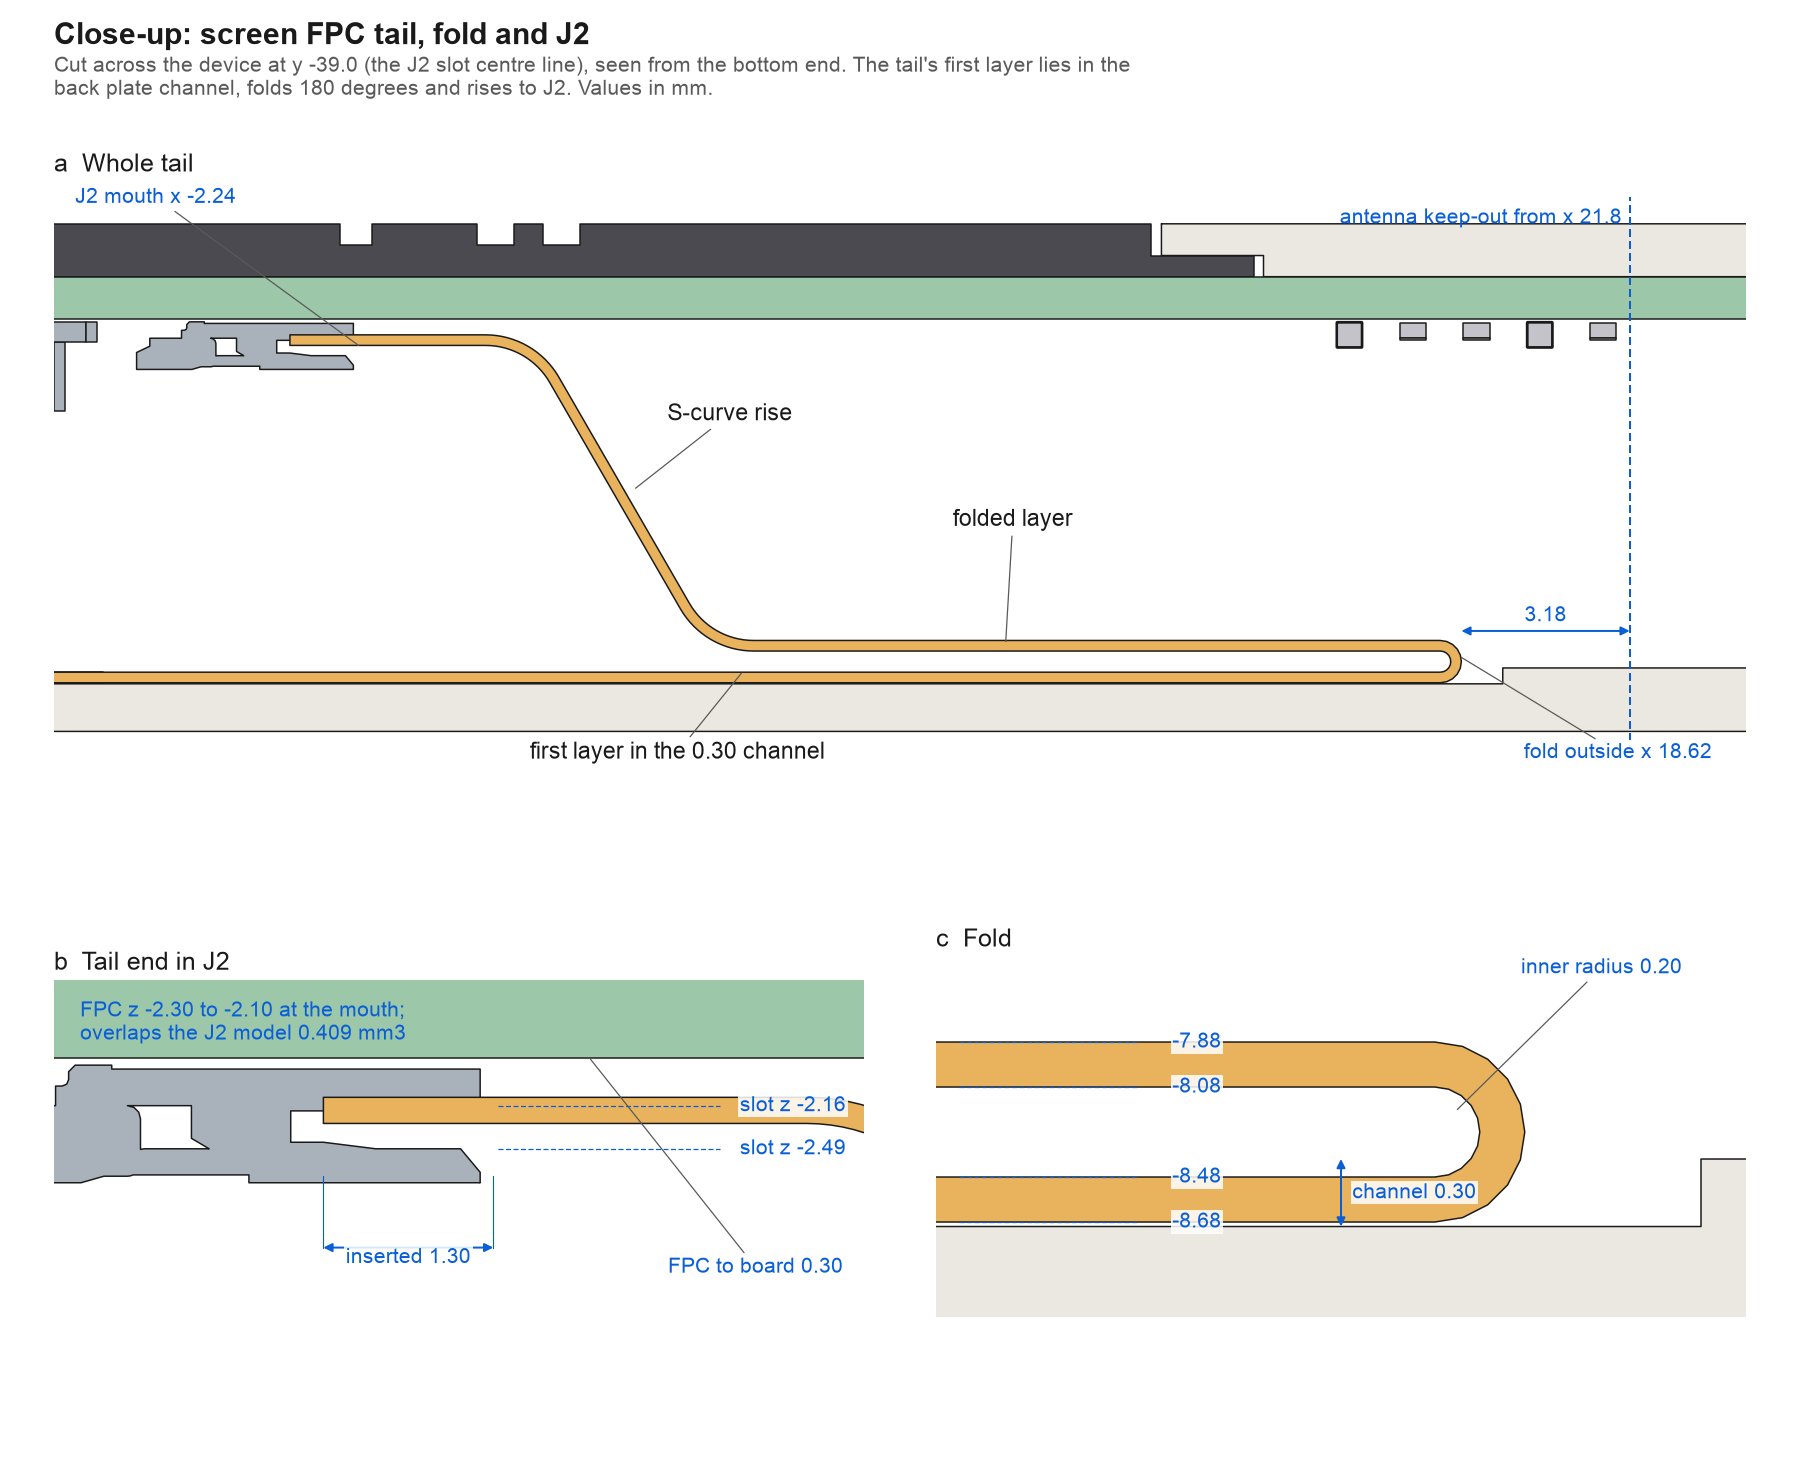 Close-up: screen FPC tail, fold and J2
Cut across the device at y -39.0 (the J2 slot centre line), seen from the bottom end. The tail's first layer lies in the
back plate channel, folds 180 degrees and rises to J2. Values in mm.
a Whole tail
J2 mouth x -2.24
antenna keep-out from x 21.8
S-curve rise
folded layer
3.18
first layer in the 0.30 channel
fold outside x 18.62
b Tail end in J2
FPC z -2.30 to -2.10 at the mouth;
overlaps the J2 model 0.409 mm3
slot z -2.16
slot z -2.49
inserted 1.30
FPC to board 0.30
c Fold
inner radius 0.20
-7.88
-8.08
-8.48
channel 0.30
-8.68